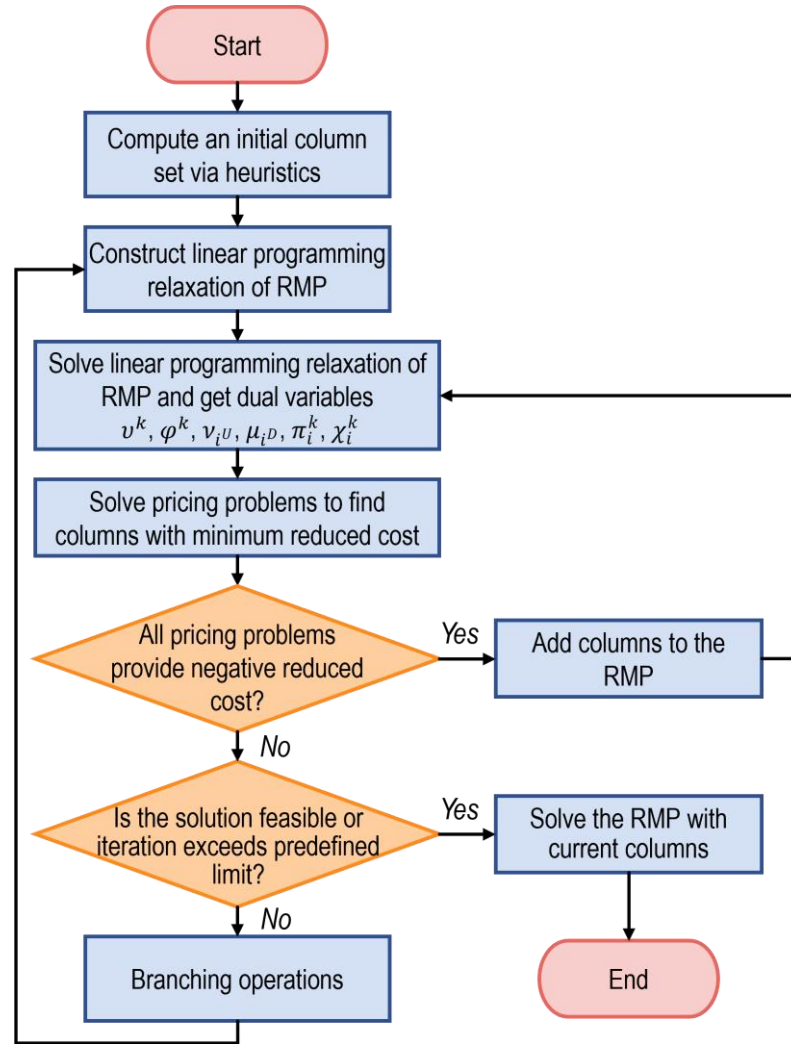 Start
Compute an initial column
set via heuristics
Construct linear programming
relaxation of RMP
Solve linear programming relaxation of
RMP and get dual variables
𝜐ᵏ, 𝜑ᵏ, 𝜈_{i^U}, 𝜇_{i^D}, 𝜋_i^k, 𝜒_i^k
Solve pricing problems to find
columns with minimum reduced cost
All pricing problems
provide negative reduced
cost?
Yes
Add columns to the
RMP
No
Is the solution feasible or
iteration exceeds predefined
limit?
Yes
Solve the RMP with
current columns
No
Branching operations
End